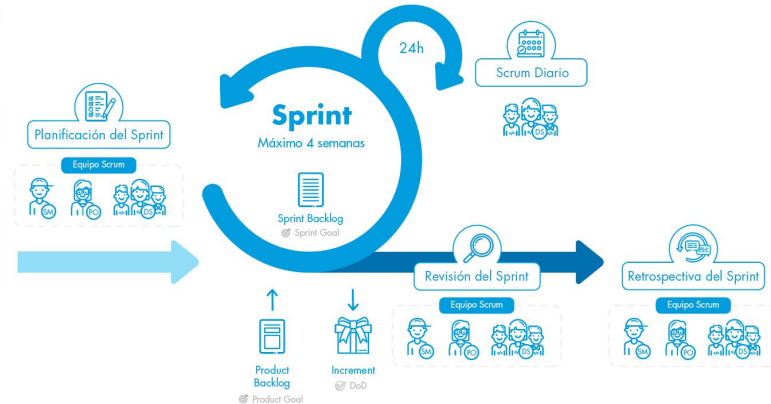 24h
Scrum Diario
DS
Sprint
Máximo 4 semanas
Sprint Backlog
Sprint Goal
Planificación del Sprint
Equipo Scrum
SM
PO
</>
DS
Revisión del Sprint
Equipo Scrum
SM
PO
</>
DS
Retrospectiva del Sprint
Equipo Scrum
SM
PO
</>
DS
Product
Backlog
Product Goal
Increment
DoD